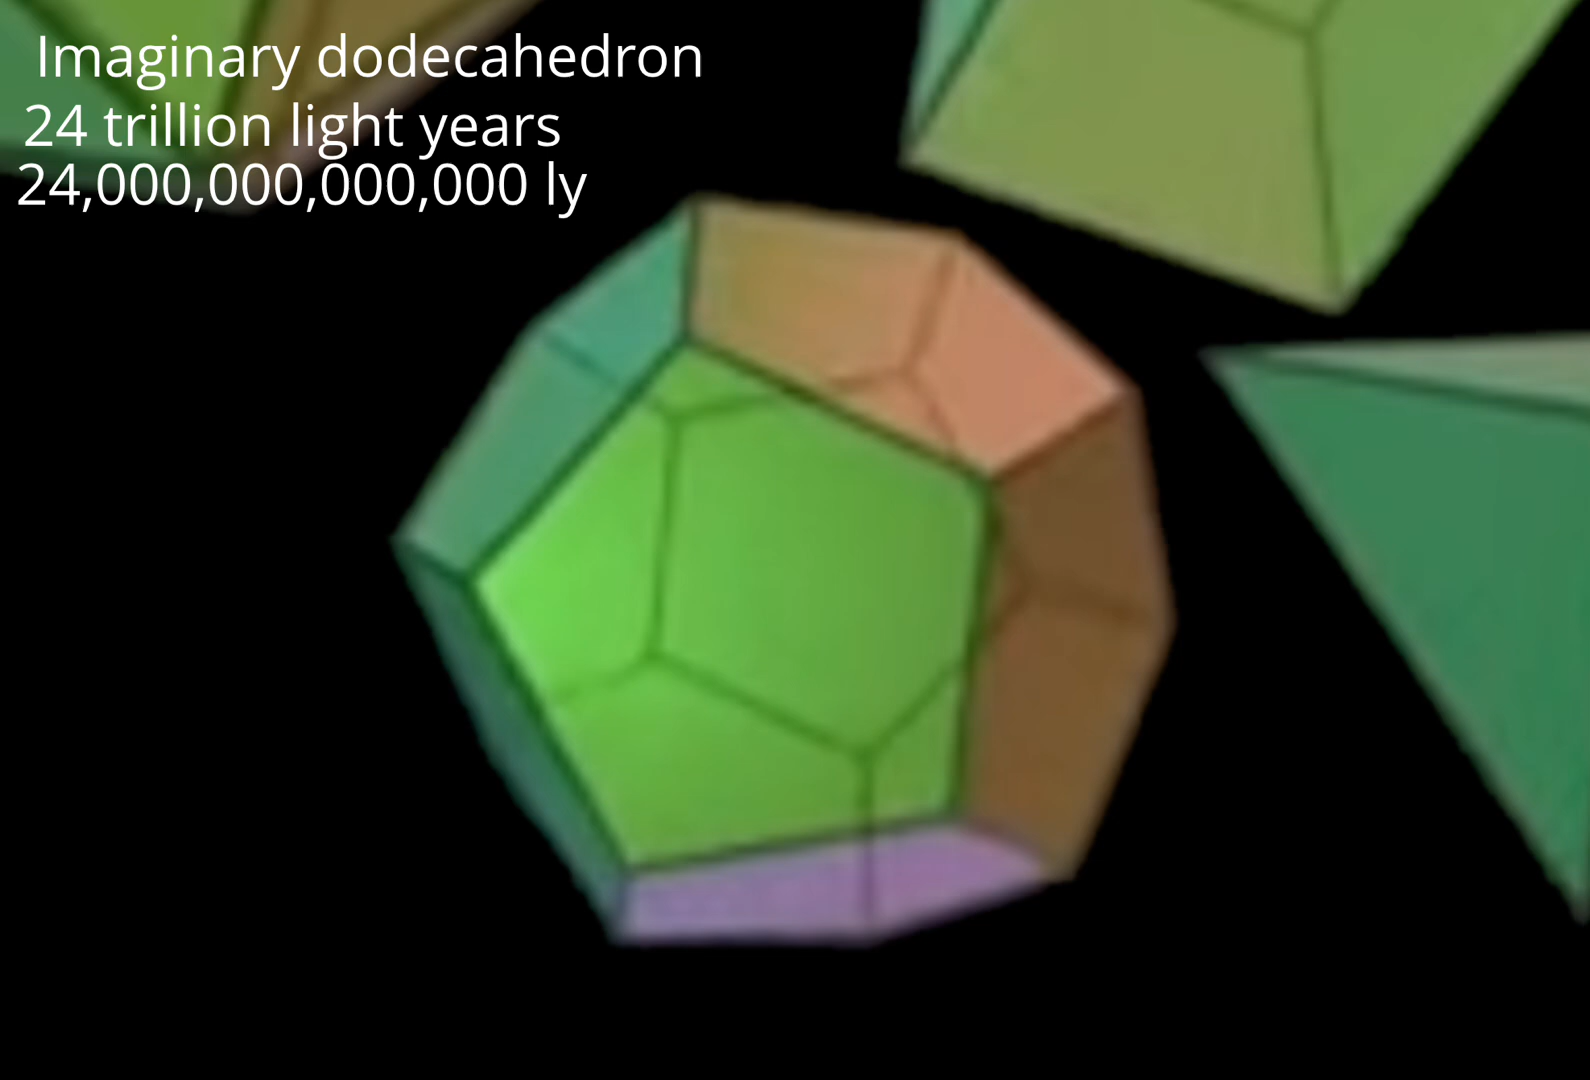 Imaginary dodecahedron
24 trillion light years
24,000,000,000,000 ly